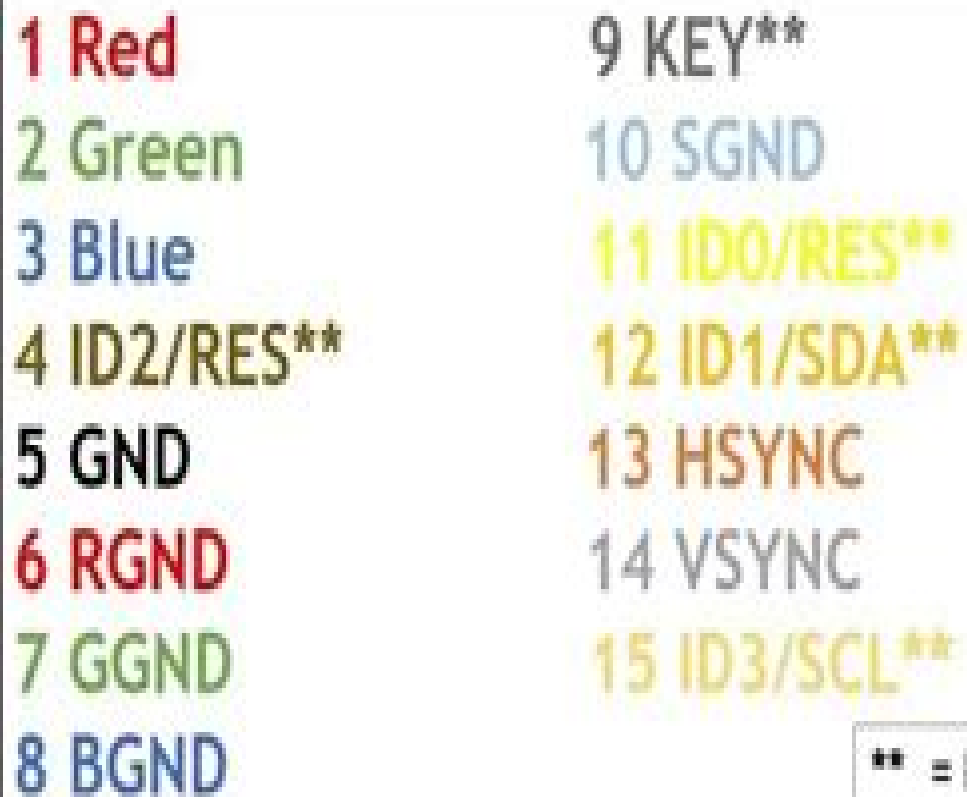 1 Red
2 Green
3 Blue
4 ID2/RES**
5 GND
6 RGND
7 GGND
8 BGND
9 KEY**
10 SGND
11 ID0/RES**
12 ID1/SDA**
13 HSYNC
14 VSYNC
15 ID3/SCL**
** =